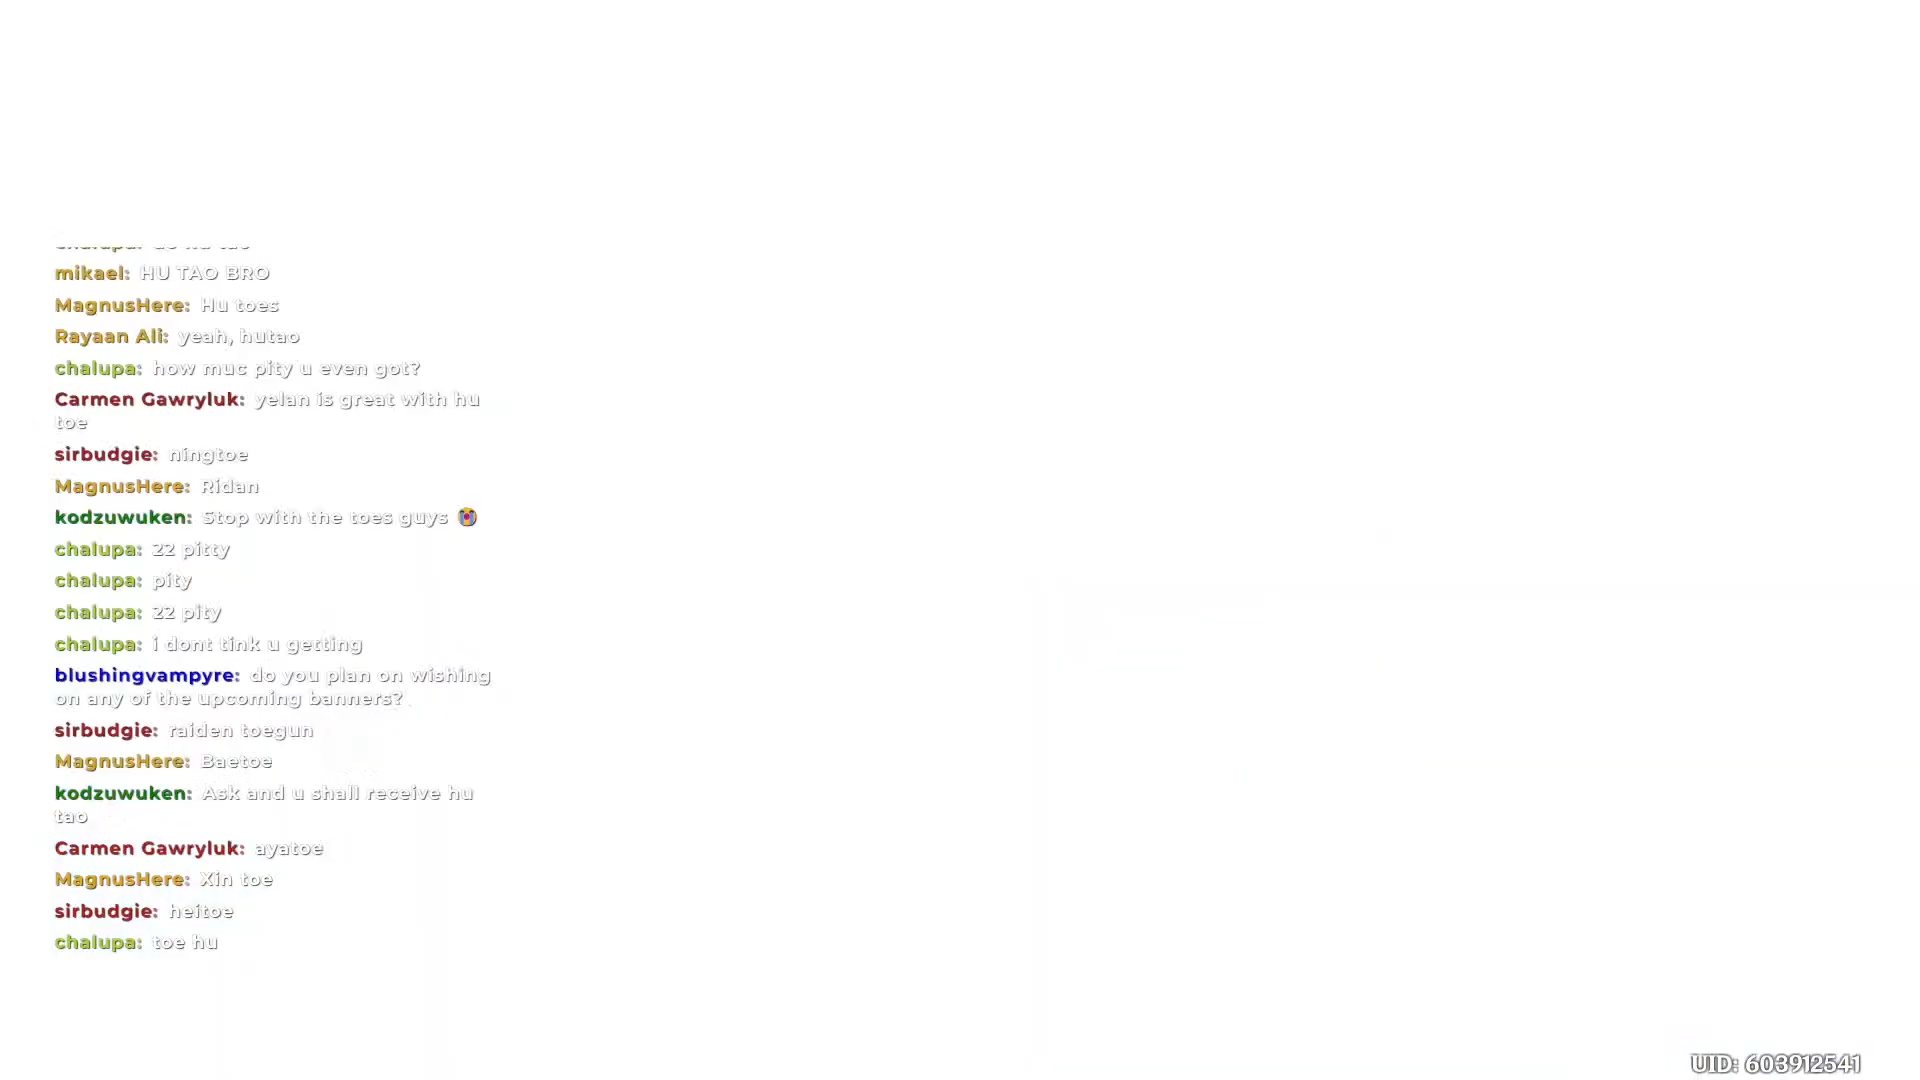 mikael: HU TAO BRO
MagnusHere: Hu toes
Rayaan Ali: yeah, hutao
chalupa: how muc pity u even got?
Carmen Gawryluk: yelan is great with hu
toe
sirbudgie: ningtoe
MagnusHere: Ridan
kodzuwuken: Stop with the toes guys
chalupa: 22 pitty
chalupa: pity
chalupa: 22 pity
chalupa: i dont tink u getting
blushingvampyre: do you plan on wishing
on any of the upcoming banners?
sirbudgie: raiden toegun
MagnusHere: Baetoe
kodzuwuken: Ask and u shall receive hu
tao
Carmen Gawryluk: ayatoe
MagnusHere: Xin toe
sirbudgie: heitoe
chalupa: toe hu
UID: 603912541